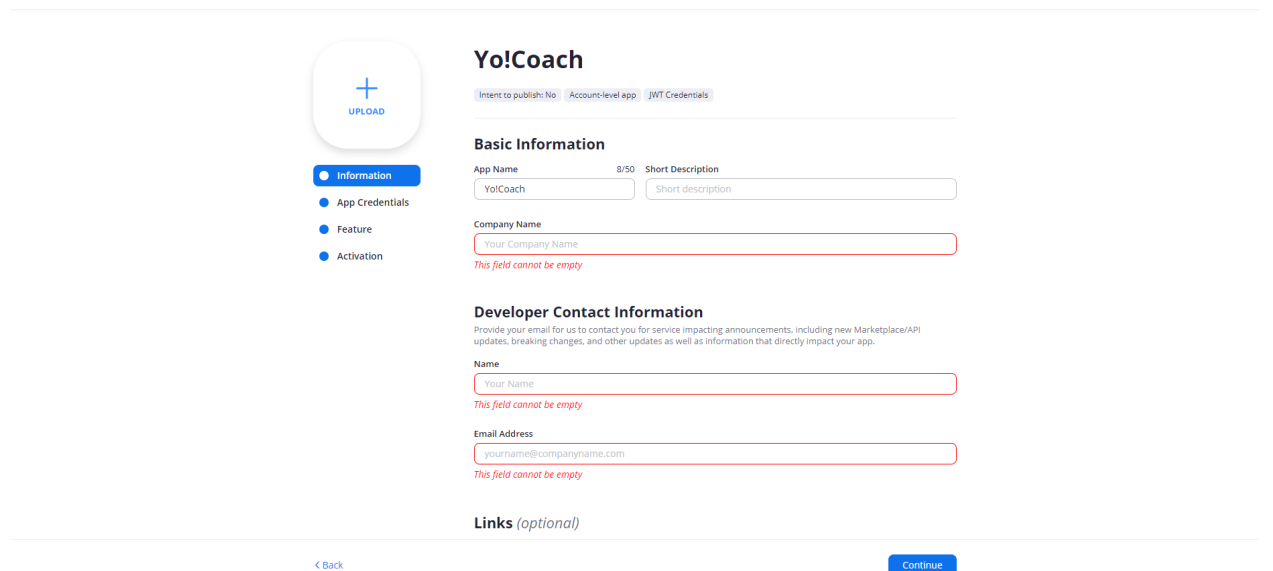 Yo!Coach
UPLOAD
Intent to publish: No Account-level app JWT Credentials
Information
App Credentials
Feature
Activation
Basic Information
App Name 8/50 Short Description
Yo!Coach Short description
Company Name
Your Company Name
This field cannot be empty
Developer Contact Information
Provide your email for us to contact you for service impacting announcements, including new Marketplace/API
updates, breaking changes, and other updates as well as information that directly impact your app.
Name
Your Name
This field cannot be empty
Email Address
yourname@companyname.com
This field cannot be empty
Links (optional)
Back Continue